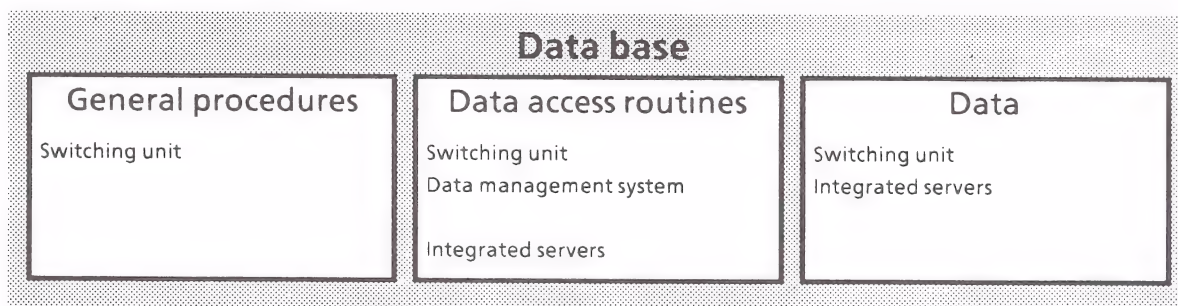 Data base
General procedures
Switching unit
Data access routines
Switching unit
Data management system
Integrated servers
Data
Switching unit
Integrated servers